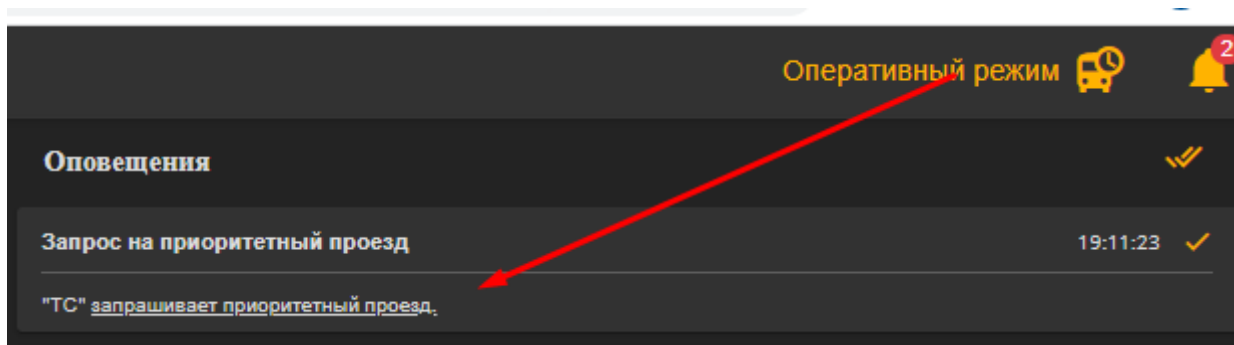 Оперативный режим
2
Оповещения
Запрос на приоритетный проезд 19:11:23
"ТС" запрашивает приоритетный проезд.